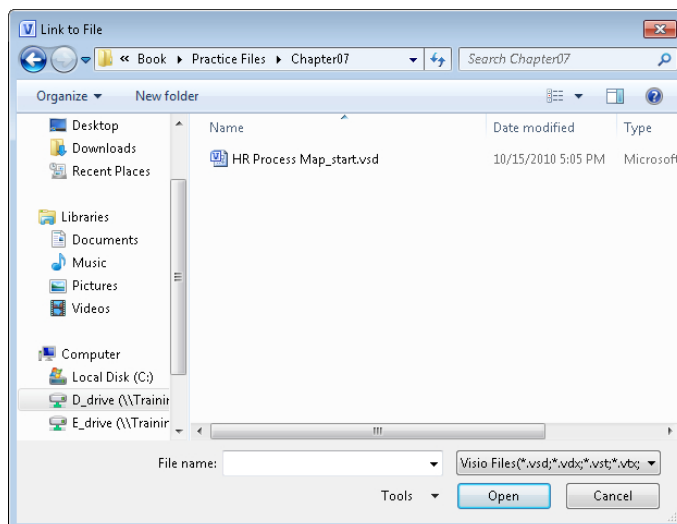 Link to File
« Book Practice Files Chapter07 Search Chapter07
Organize New folder
Desktop
Downloads
Recent Places
Libraries
Documents
Music
Pictures
Videos
Computer
Local Disk (C:)
D_drive (\\Trainin
E_drive (\\Trainin
Name Date modified Type
HR Process Map_start.vsd 10/15/2010 5:05 PM Microsoft
File name: Visio Files(*.vsd;*.vdx;*.vst;*.vtx;
Tools Open Cancel